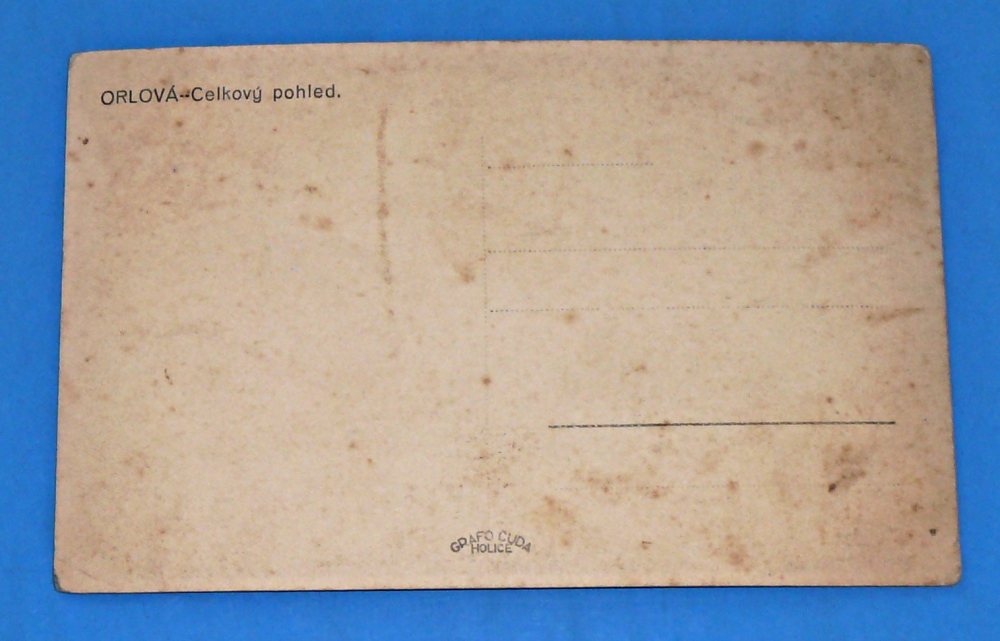 ORLOVÁ--Celkový pohled.
GRAFO ČUDA
HOLICE